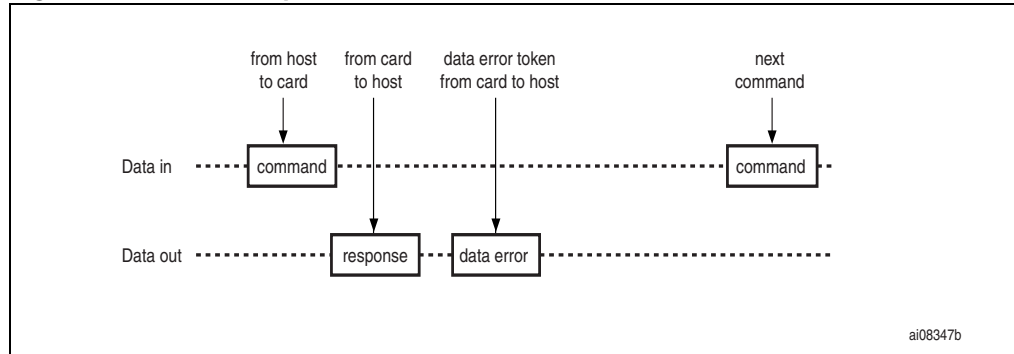 from host
to card
from card
to host
data error token
from card to host
next
command
Data in
command
command
Data out
response
data error
ai08347b